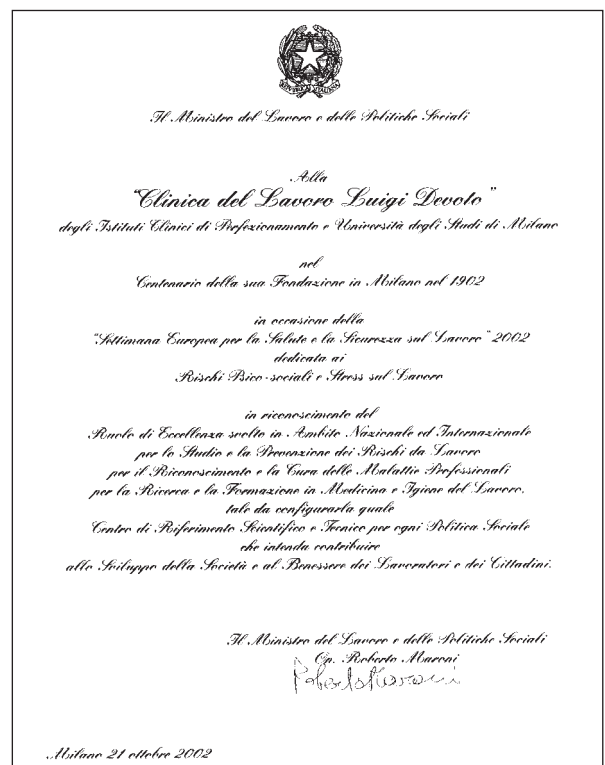 Il Ministro del Lavoro e delle Politiche Sociali
Alla
"Clinica del Lavoro Luigi Devoto"
degli Istituti Clinici di Perfezionamento e Università degli Studi di Milano
nel
Centenario della sua Fondazione in Milano nel 1902
in occasione della
"Settimana Europea per la Salute e la Sicurezza sul Lavoro" 2002
dedicata ai
Rischi Psico-sociali e Stress sul Lavoro
in riconoscimento del
Ruolo di Eccellenza svolto in Ambito Nazionale ed Internazionale
per lo Studio e la Prevenzione dei Rischi da Lavoro
per il Riconoscimento e la Cura delle Malattie Professionali
per la Ricerca e la Formazione in Medicina e Igiene del Lavoro,
tale da configurarla quale
Centro di Riferimento Scientifico e Tecnico per ogni Politica Sociale
che intenda contribuire
allo Sviluppo della Società e al Benessere dei Lavoratori e dei Cittadini.
Il Ministro del Lavoro e delle Politiche Sociali
On. Roberto Maroni
Roberto Maroni
Milano 21 ottobre 2002